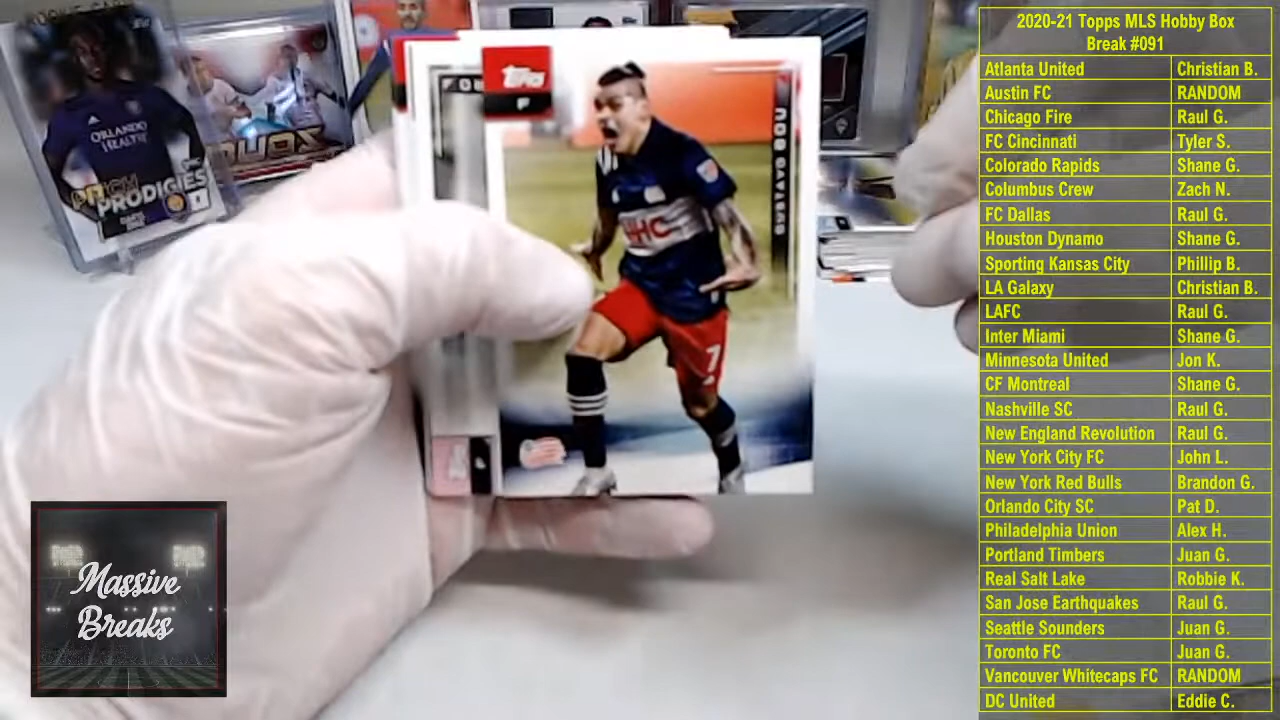 ORLANDO
HEALTH
PITCH
PRODIGIES
DUOS
Topps
F
GUSTAVO BOU
UHC
7
F
Massive
Breaks
2020-21 Topps MLS Hobby Box
Break #091
Atlanta United Christian B.
Austin FC RANDOM
Chicago Fire Raul G.
FC Cincinnati Tyler S.
Colorado Rapids Shane G.
Columbus Crew Zach N.
FC Dallas Raul G.
Houston Dynamo Shane G.
Sporting Kansas City Phillip B.
LA Galaxy Christian B.
LAFC Raul G.
Inter Miami Shane G.
Minnesota United Jon K.
CF Montreal Shane G.
Nashville SC Raul G.
New England Revolution Raul G.
New York City FC John L.
New York Red Bulls Brandon G.
Orlando City SC Pat D.
Philadelphia Union Alex H.
Portland Timbers Juan G.
Real Salt Lake Robbie K.
San Jose Earthquakes Raul G.
Seattle Sounders Juan G.
Toronto FC Juan G.
Vancouver Whitecaps FC RANDOM
DC United Eddie C.